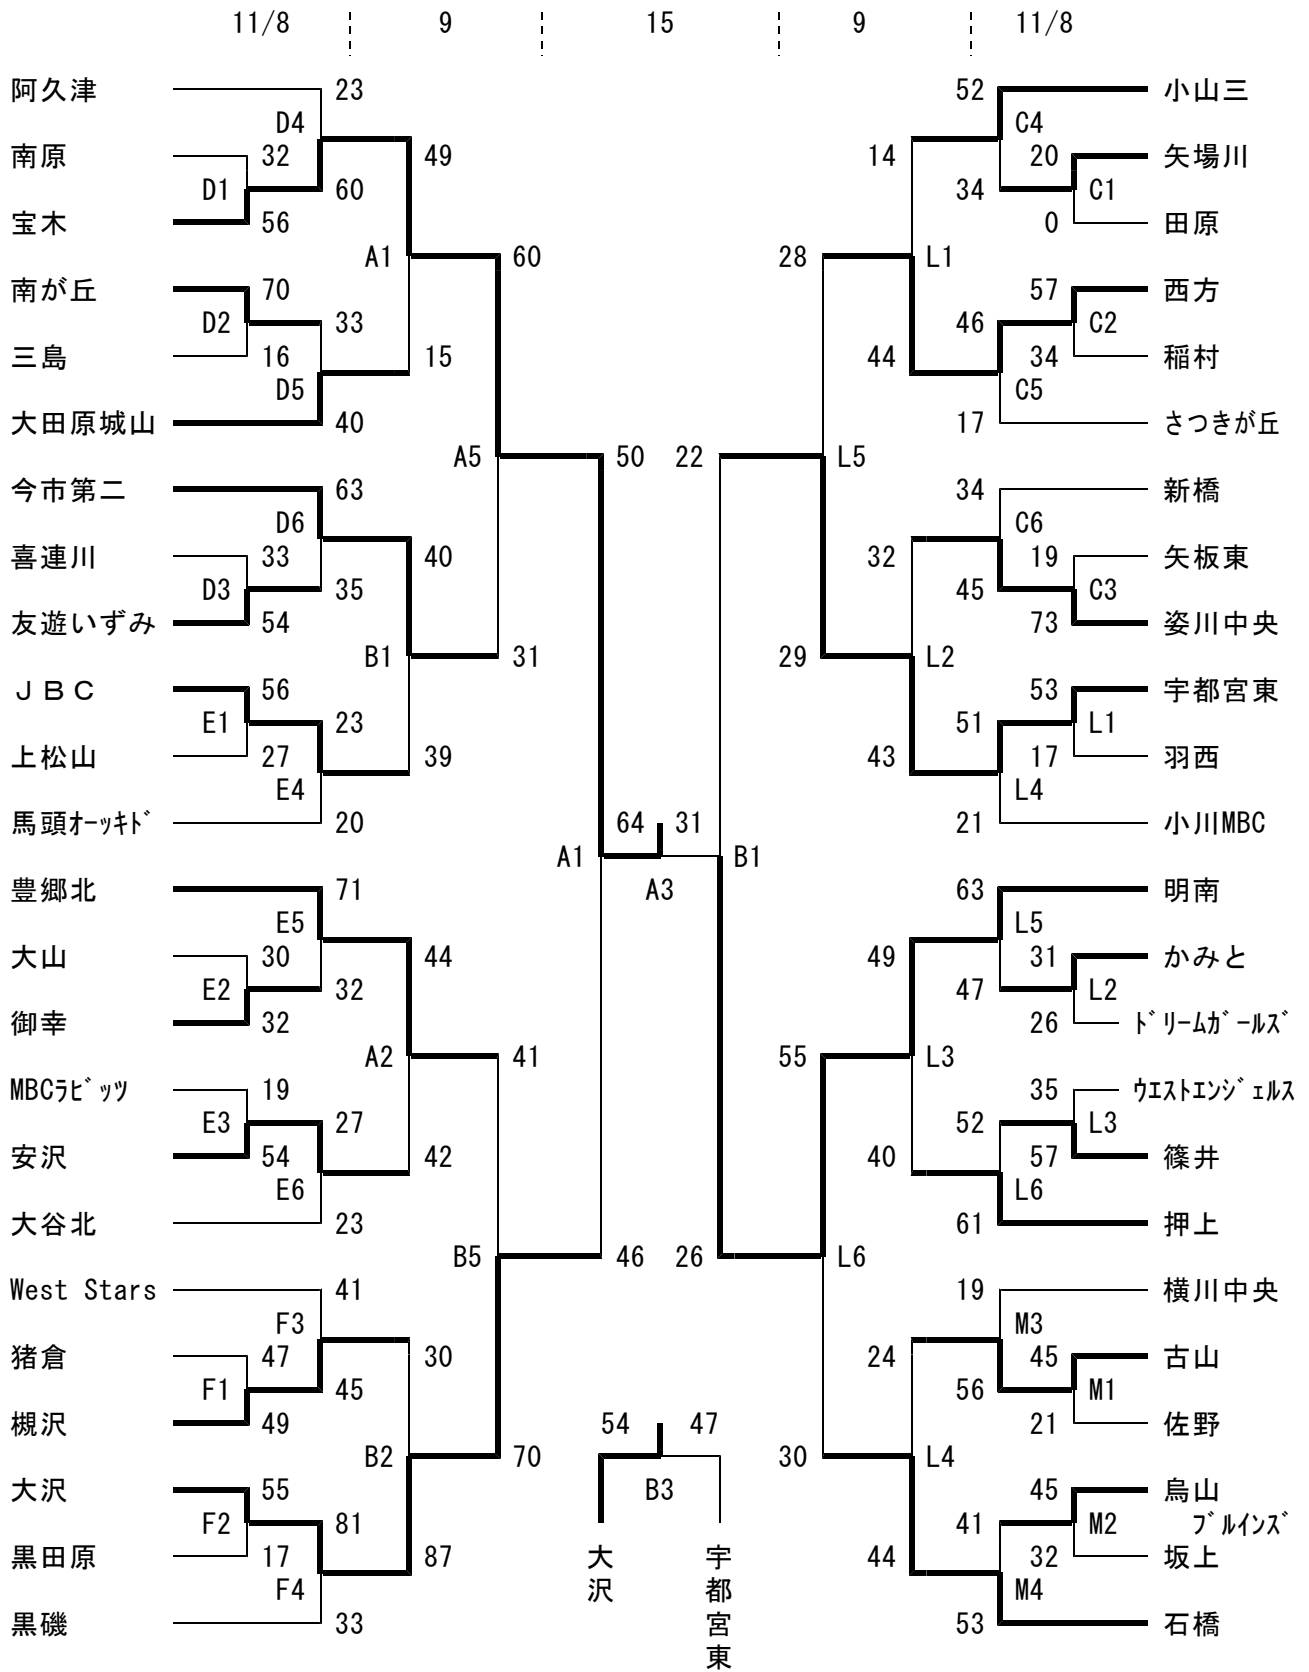 11/8 9 15 9 11/8
阿久津 23 52 小山三
D4 C4
南原 32 49 14 20 矢場川
D1 60 34 C1
宝木 56 0 田原
A1 60 28 L1
南が丘 70 57 西方
D2 33 46 C2
三島 16 15 44 34 稲村
D5 C5
大田原城山 40 17 さつきが丘
A5 50 22 L5
今市第二 63 34 新橋
D6 C6
喜連川 33 40 32 19 矢板東
D3 35 45 C3
友遊いずみ 54 73 姿川中央
B1 31 29 L2
ＪＢＣ 56 53 宇都宮東
E1 23 51 L1
上松山 27 39 43 17 羽西
E4 L4
馬頭ｵｰｯｷﾄﾞ 20 64 31 21 小川MBC
A1 B1
豊郷北 71 A3 63 明南
E5 L5
大山 30 44 49 31 かみと
E2 32 47 L2
御幸 32 26 ﾄﾞﾘｰﾑｶﾞｰﾙｽﾞ
A2 41 55 L3
MBCﾗﾋﾞｯﾂ 19 35 ｳｴｽﾄｴﾝｼﾞｪﾙｽ
E3 27 52 L3
安沢 54 42 40 57 篠井
E6 L6
大谷北 23 61 押上
B5 46 26 L6
West Stars 41 19 横川中央
F3 M3
猪倉 47 30 24 45 古山
F1 45 56 M1
槻沢 49 54 47 21 佐野
B2 70 30 L4
大沢 55 B3 45 烏山
F2 81 41 M2 ﾌﾞﾙｲﾝｽﾞ
黒田原 17 87 44 32 坂上
F4 M4
黒磯 33 53 石橋
大沢
宇都宮東